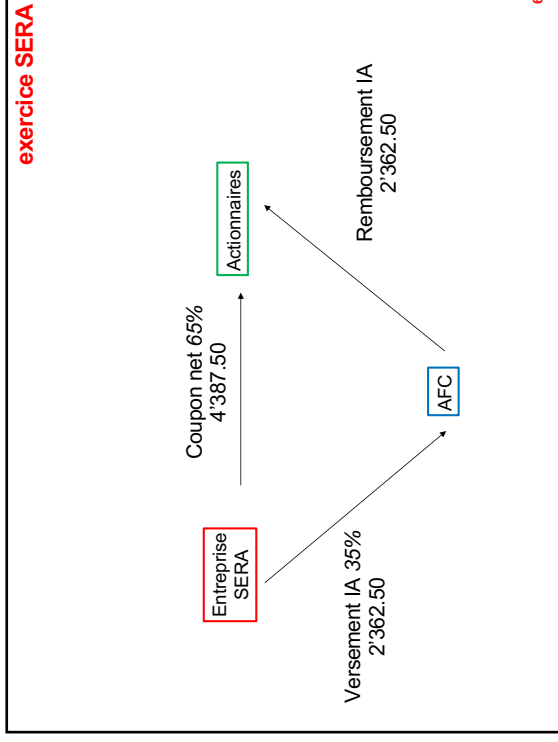 exercice SERA
Coupon net 65%
4'387.50
Entreprise
SERA
Actionnaires
Versement IA 35%
2'362.50
AFC
Remboursement IA
2'362.50